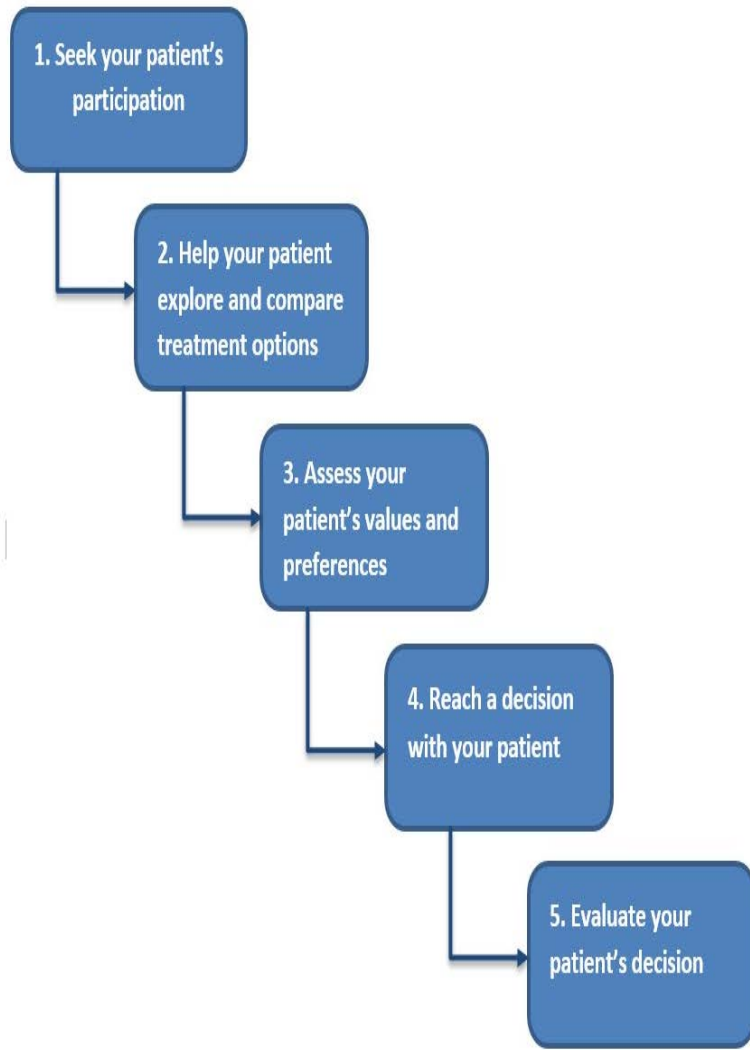 1. Seek your patient’s
participation
2. Help your patient
explore and compare
treatment options
3. Assess your
patient’s values and
preferences
4. Reach a decision
with your patient
5. Evaluate your
patient’s decision